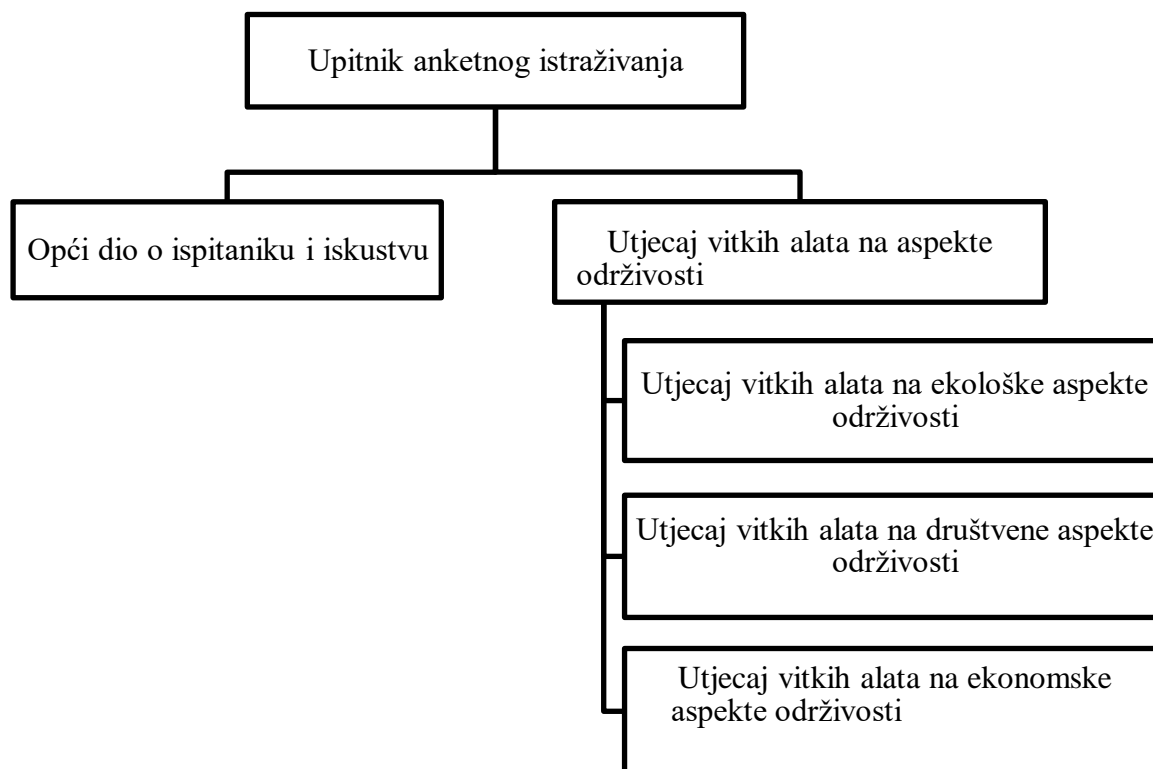 Upitnik anketnog istraživanja
Opći dio o ispitaniku i iskustvu
Utjecaj vitkih alata na aspekte
održivosti
Utjecaj vitkih alata na ekološke aspekte
održivosti
Utjecaj vitkih alata na društvene aspekte
održivosti
Utjecaj vitkih alata na ekonomske
aspekte održivosti